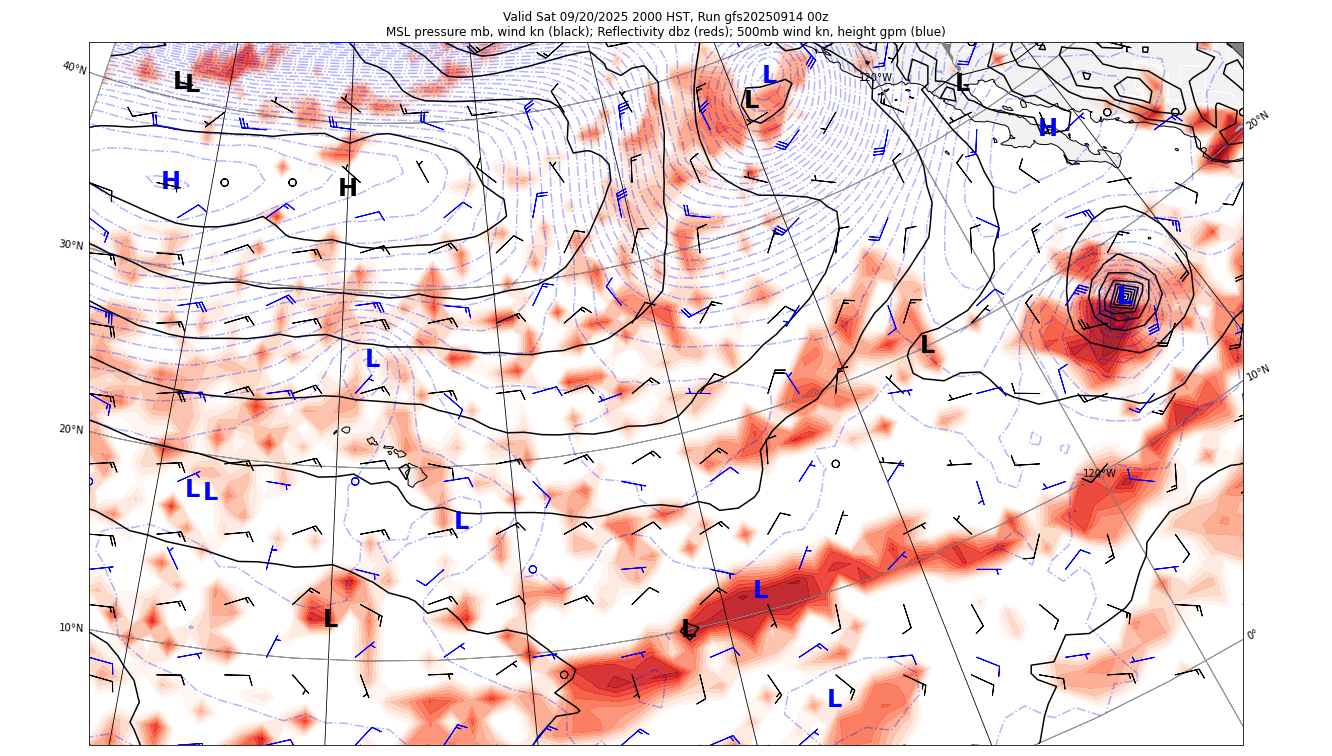 Valid Sat 09/20/2025 2000 HST, Run gfs20250914 00z
MSL pressure mb, wind kn (black); Reflectivity dbz (reds); 500mb wind kn, height gpm (blue)
40°N
L
L
L
L
120°W
L
H
20°N
H
H
30°N
L
L
L
10°N
20°N
120°W
L
L
L
L
10°N
L
L
0°
L